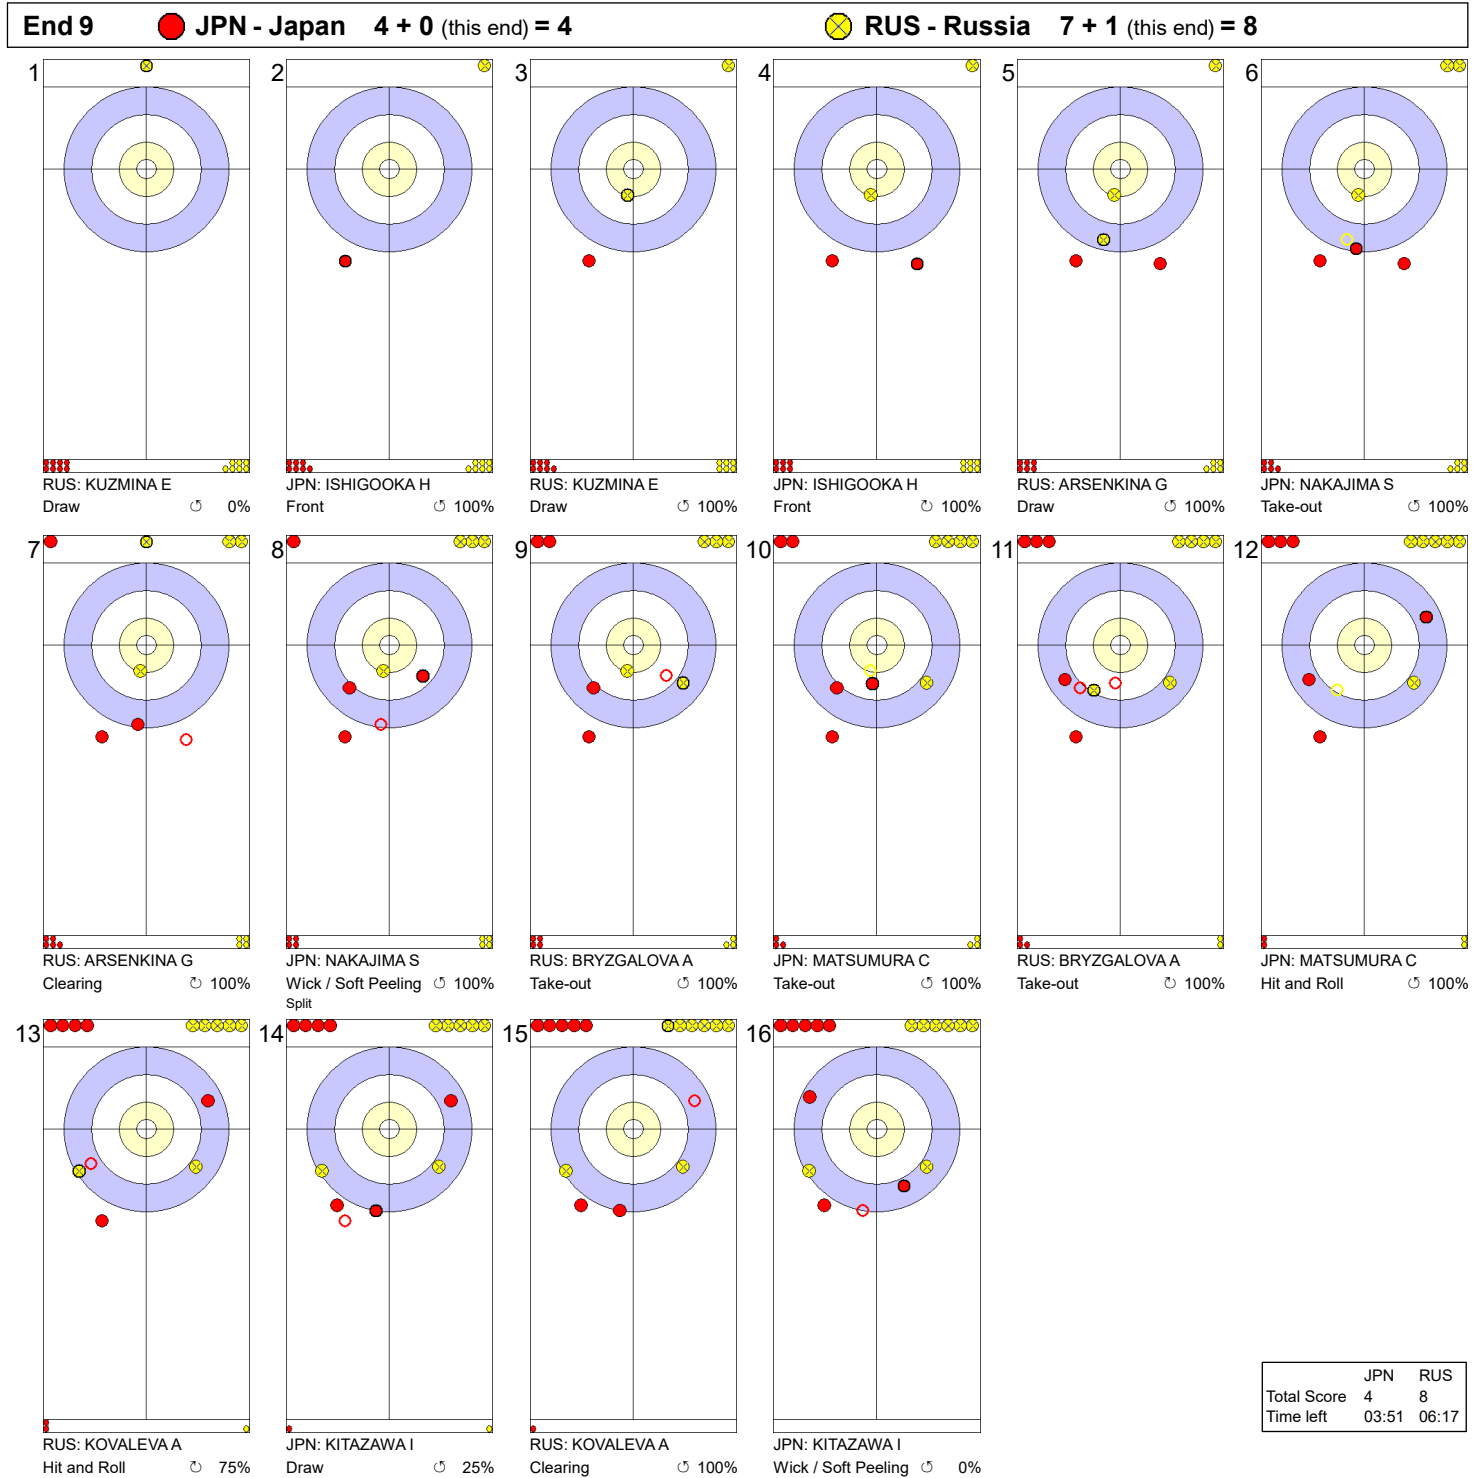 End 9 JPN - Japan 4 + 0 (this end) = 4 RUS - Russia 7 + 1 (this end) = 8
1 2 3 4 5 6
RUS: KUZMINA E JPN: ISHIGOOKA H RUS: KUZMINA E JPN: ISHIGOOKA H RUS: ARSENKINA G JPN: NAKAJIMA S
Draw 0% Front 100% Draw 100% Front 100% Draw 100% Take-out 100%
7 8 9 10 11 12
RUS: ARSENKINA G JPN: NAKAJIMA S RUS: BRYZGALOVA A JPN: MATSUMURA C RUS: BRYZGALOVA A JPN: MATSUMURA C
Clearing 100% Wick / Soft Peeling 100% Take-out 100% Take-out 100% Take-out 100% Hit and Roll 100%
Split
13 14 15 16
RUS: KOVALEVA A JPN: KITAZAWA I RUS: KOVALEVA A JPN: KITAZAWA I
Hit and Roll 75% Draw 25% Clearing 100% Wick / Soft Peeling 0%
JPN RUS
Total Score 4 8
Time left 03:51 06:17